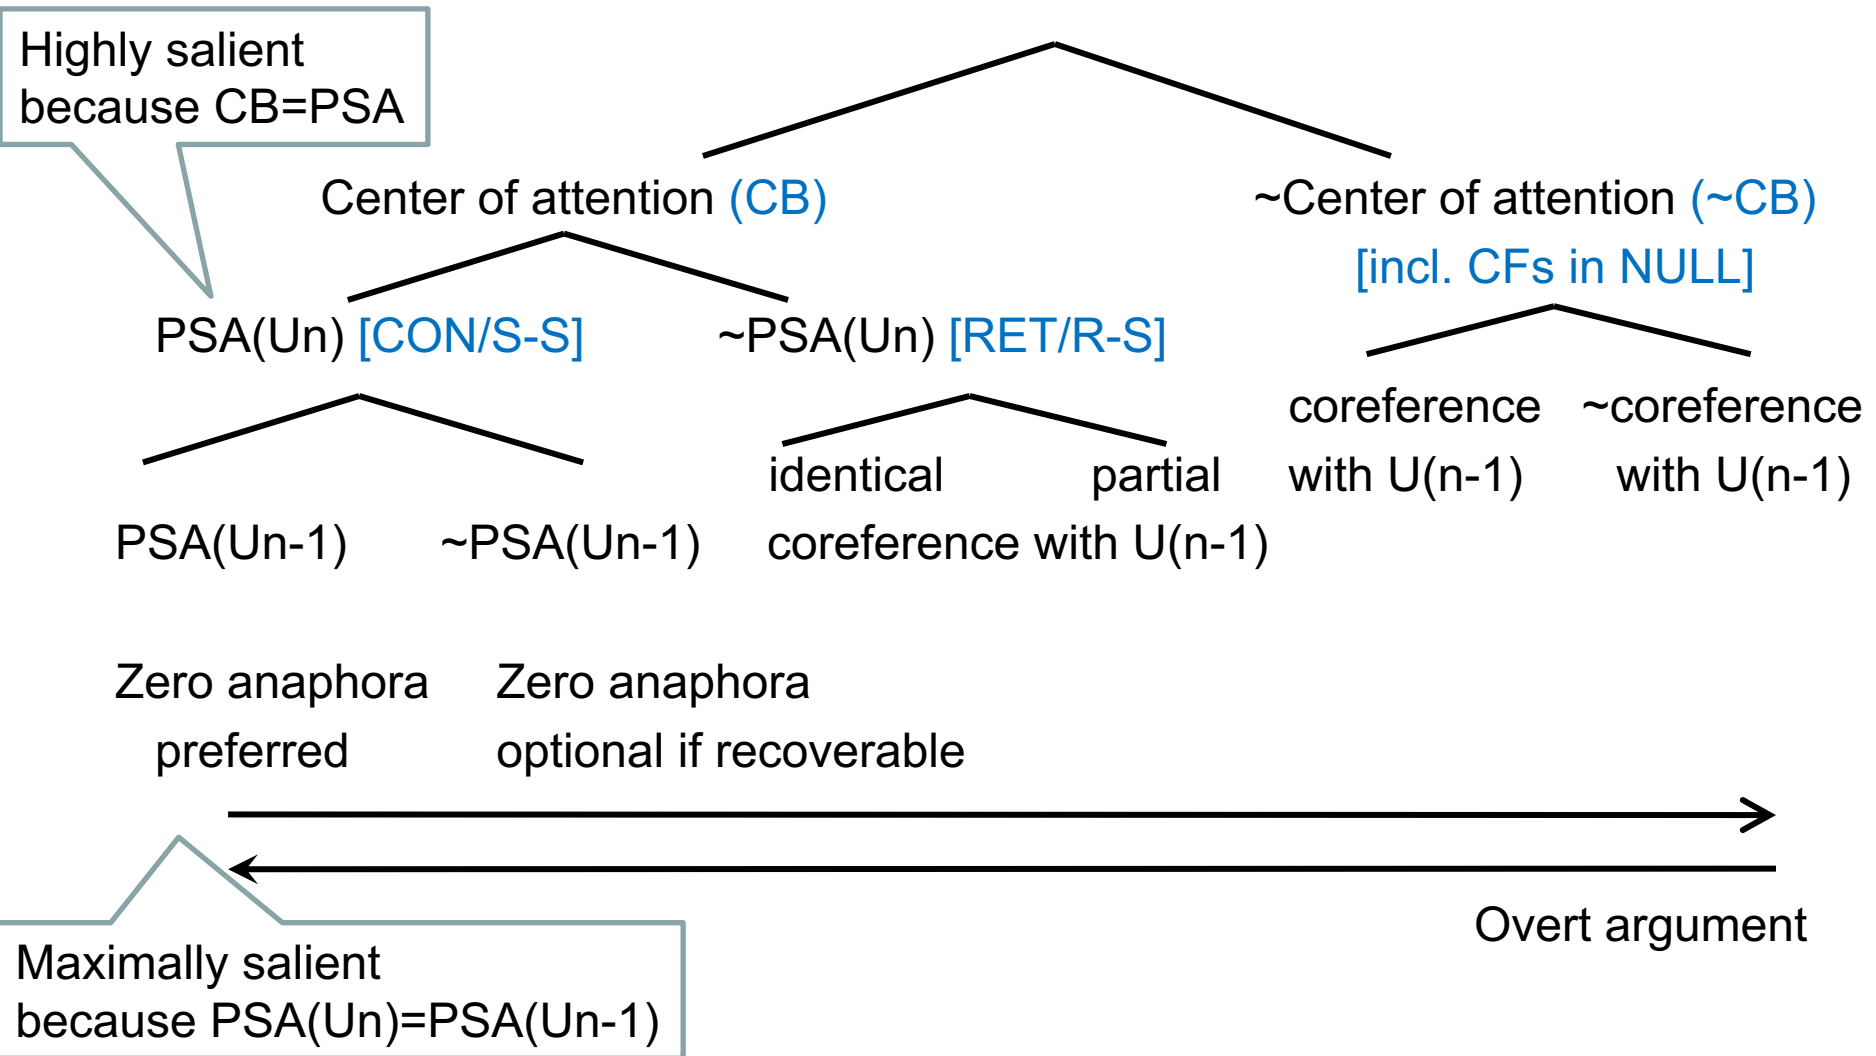 Highly salient
because CB=PSA
Center of attention (CB)
~Center of attention (~CB)
[incl. CFs in NULL]
PSA(Un) [CON/S-S]
~PSA(Un) [RET/R-S]
coreference
with U(n-1)
~coreference
with U(n-1)
identical
partial
coreference with U(n-1)
PSA(Un-1)
~PSA(Un-1)
Zero anaphora
preferred
Zero anaphora
optional if recoverable
Overt argument
Maximally salient
because PSA(Un)=PSA(Un-1)